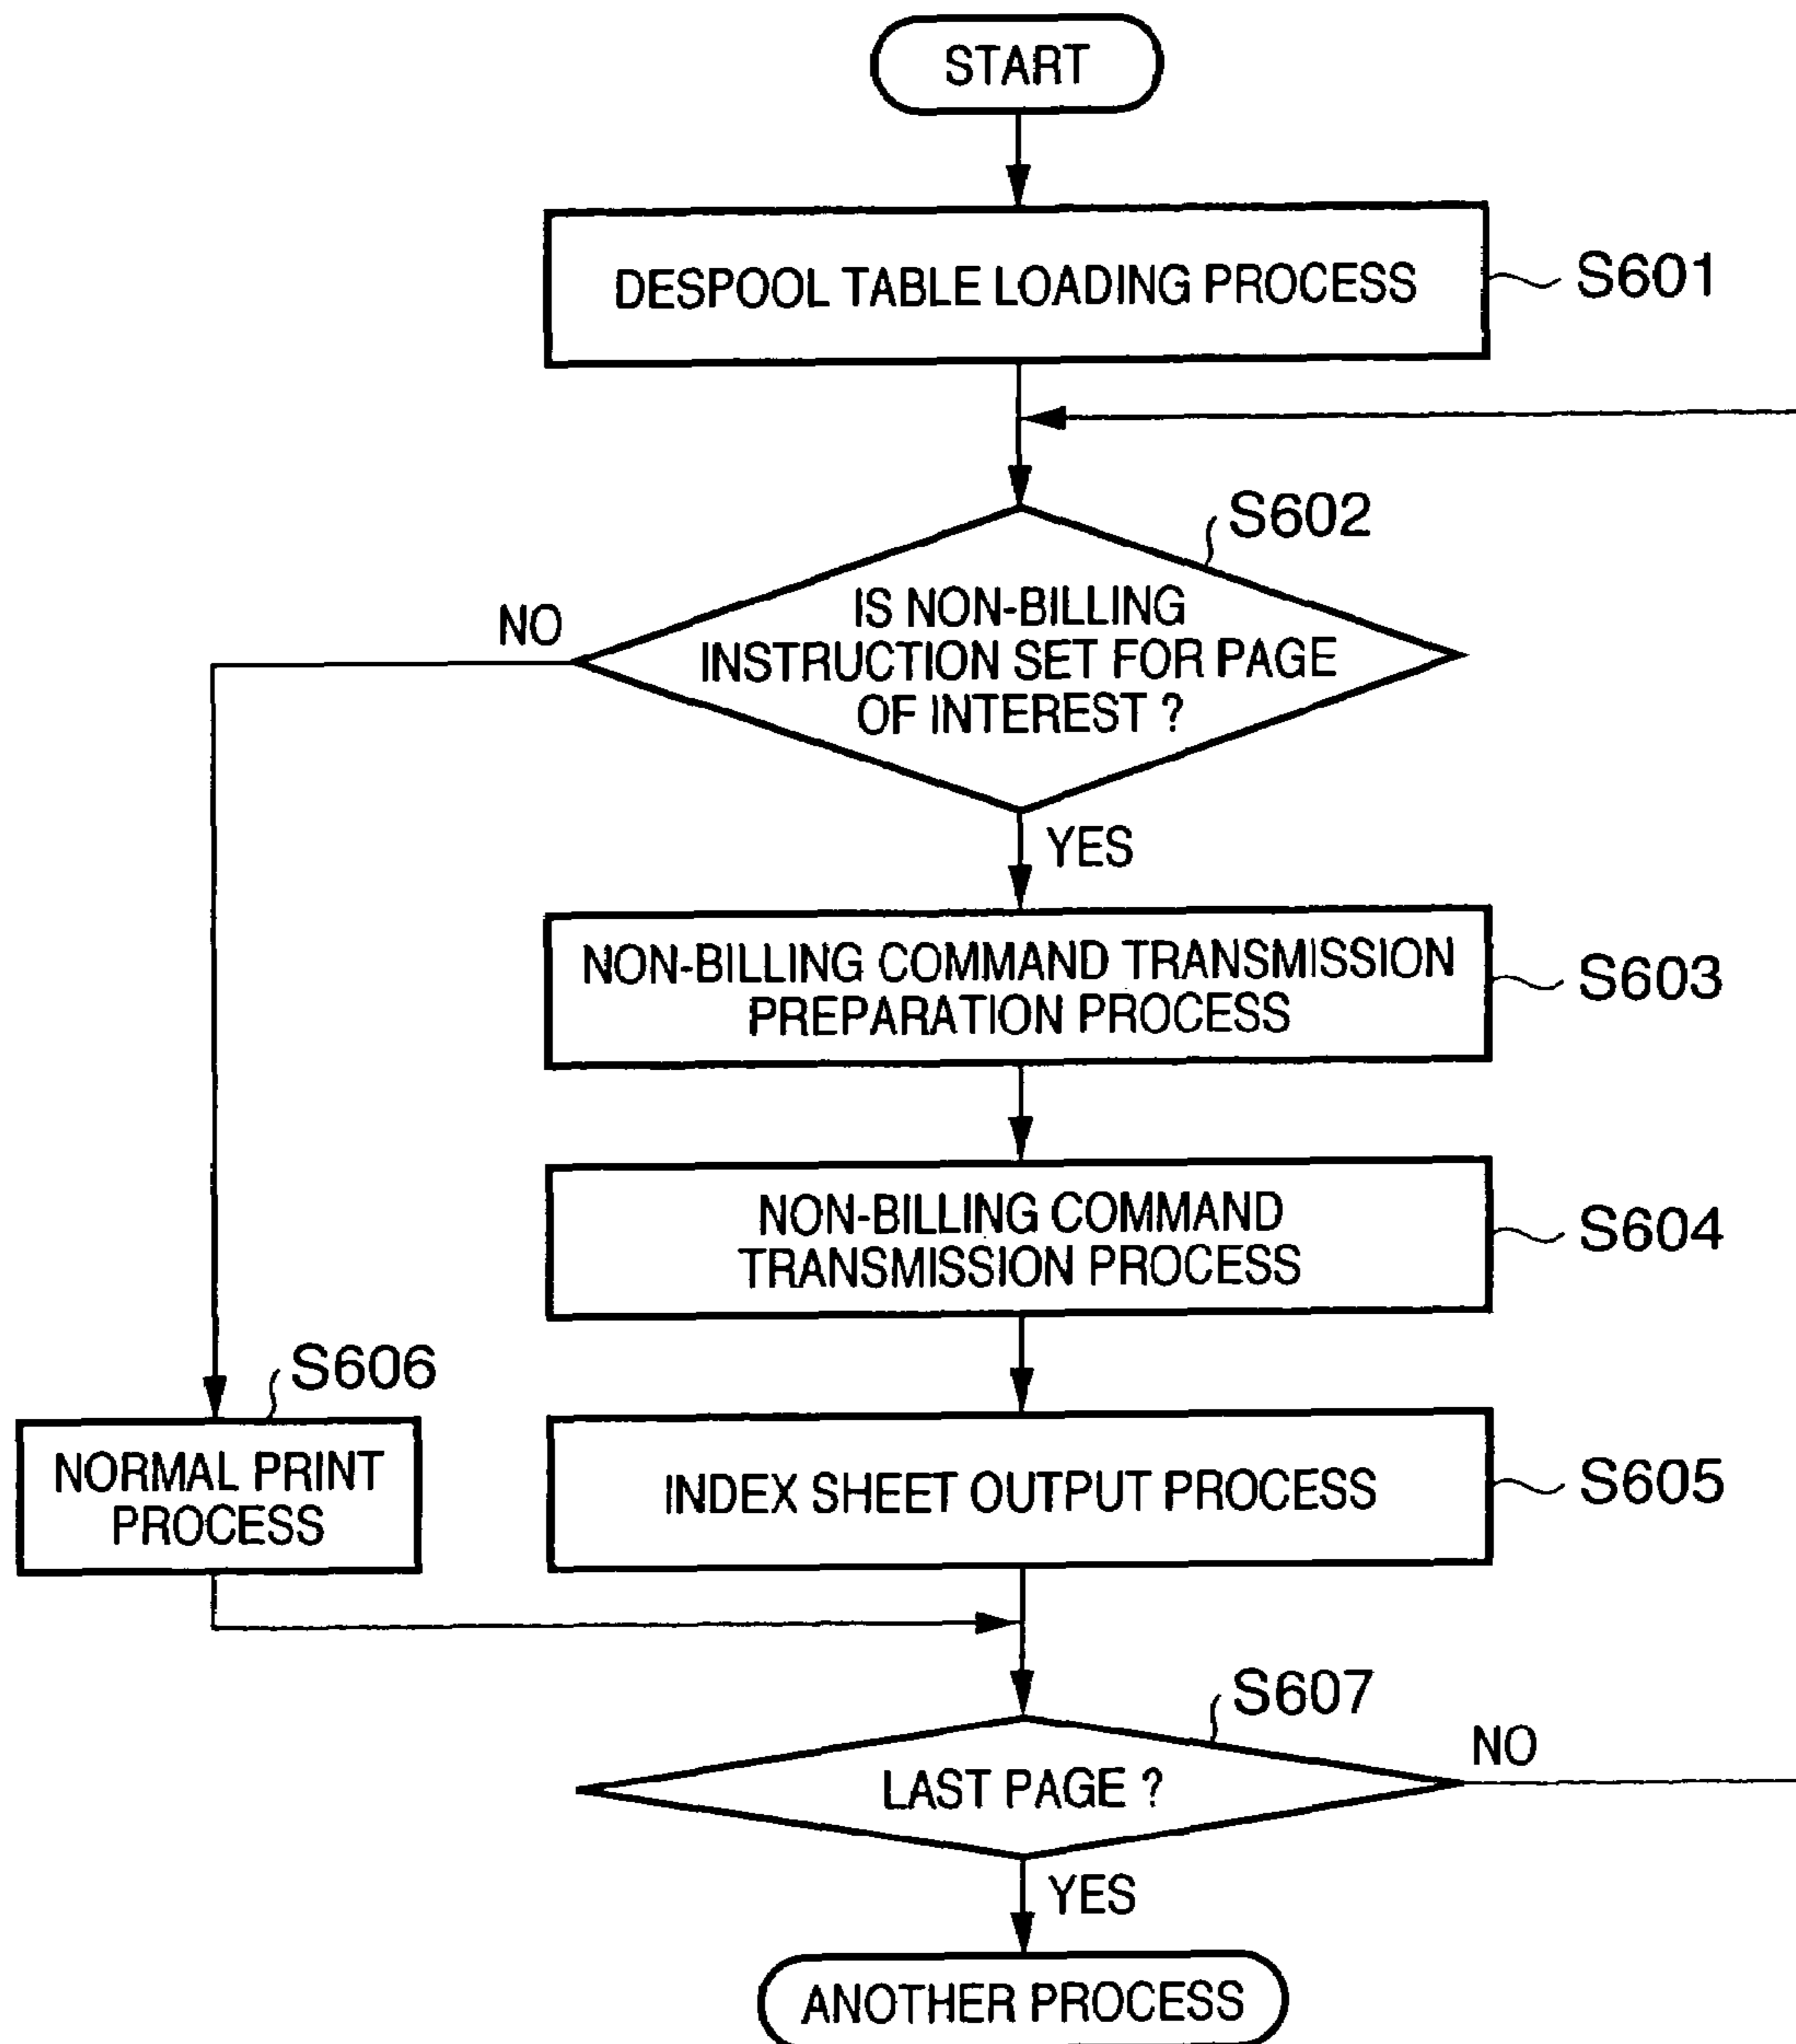 START
DESPOOL TABLE LOADING PROCESS
S601
S602
IS NON-BILLING
INSTRUCTION SET FOR PAGE
OF INTEREST ?
NO
YES
NON-BILLING COMMAND TRANSMISSION
PREPARATION PROCESS
S603
NON-BILLING COMMAND
TRANSMISSION PROCESS
S604
S606
NORMAL PRINT
PROCESS
INDEX SHEET OUTPUT PROCESS
S605
S607
LAST PAGE ?
NO
YES
ANOTHER PROCESS